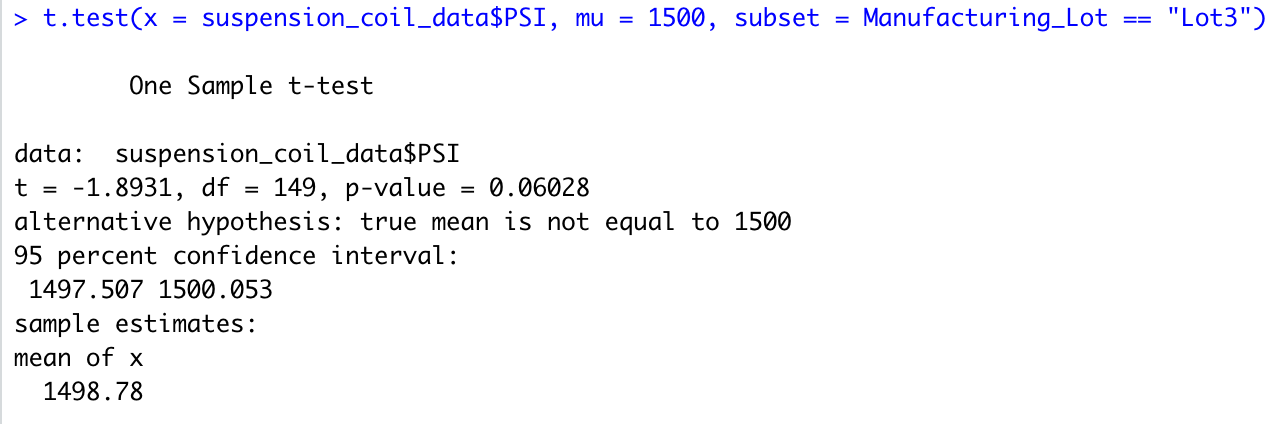 > t.test(x = suspension_coil_data$PSI, mu = 1500, subset = Manufacturing_Lot == "Lot3")
One Sample t-test
data:  suspension_coil_data$PSI
t = -1.8931, df = 149, p-value = 0.06028
alternative hypothesis: true mean is not equal to 1500
95 percent confidence interval:
 1497.507 1500.053
sample estimates:
mean of x
  1498.78